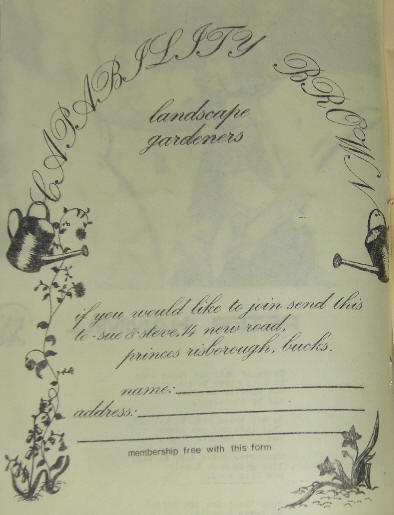 CAPABILITY BROWN
landscape
gardeners
if you would like to join send this
to-sue & steve, 14 new road,
princes risborough, bucks.
name:
address:
membership free with this form